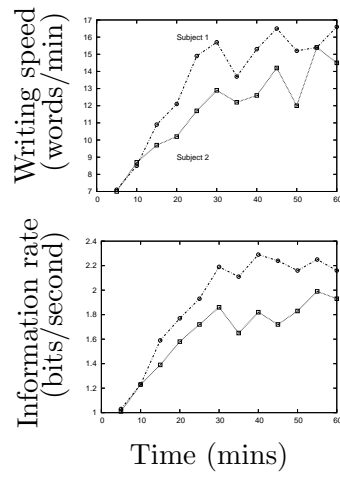 Writing speed
(words/min)
17
16
15
14
13
12
11
10
9
8
7
Subject 1
Subject 2
0 10 20 30 40 50 60
Information rate
(bits/second)
2.4
2.2
2
1.8
1.6
1.4
1.2
1
0 10 20 30 40 50 60
Time (mins)